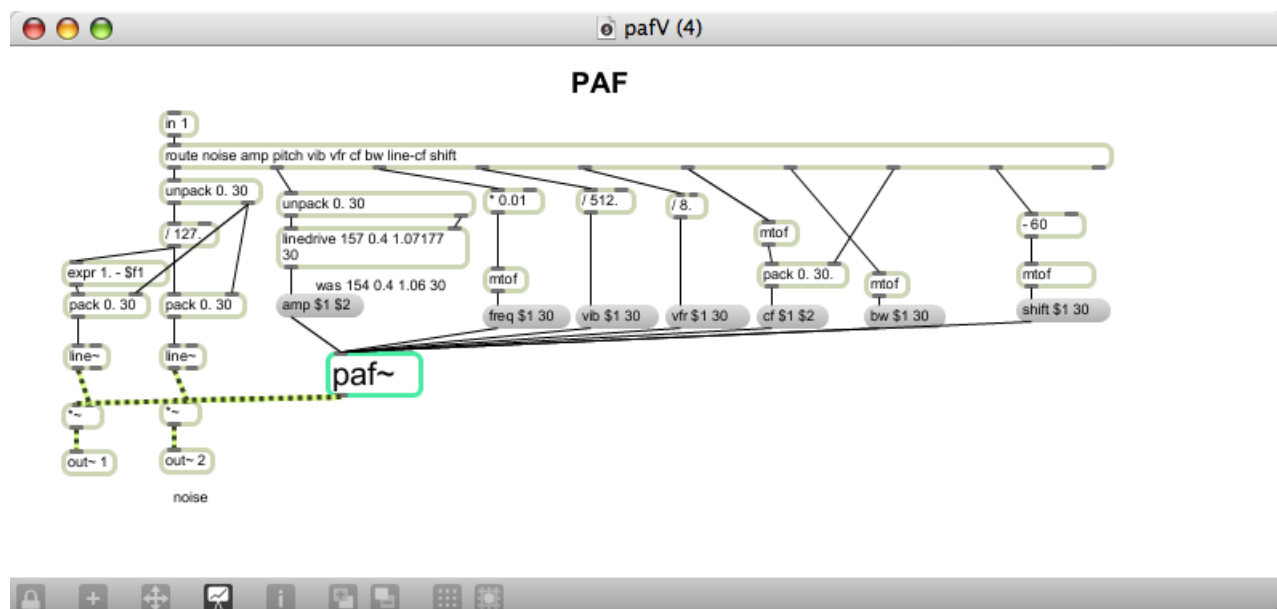 pafV (4)
PAF
in 1
route noise amp pitch vib vfr cf bw line-cf shift
unpack 0. 30
unpack 0. 30
* 0.01
/ 512.
/ 8.
/ 127.
linedrive 157 0.4 1.07177
30
mtof
- 60
expr 1. - $f1
was 154 0.4 1.06 30
mtof
pack 0. 30.
mtof
mtof
pack 0. 30
pack 0. 30
amp $1 $2
freq $1 30
vib $1 30
vfr $1 30
cf $1 $2
bw $1 30
shift $1 30
line~
line~
paf~
*~
*~
out~ 1
out~ 2
noise